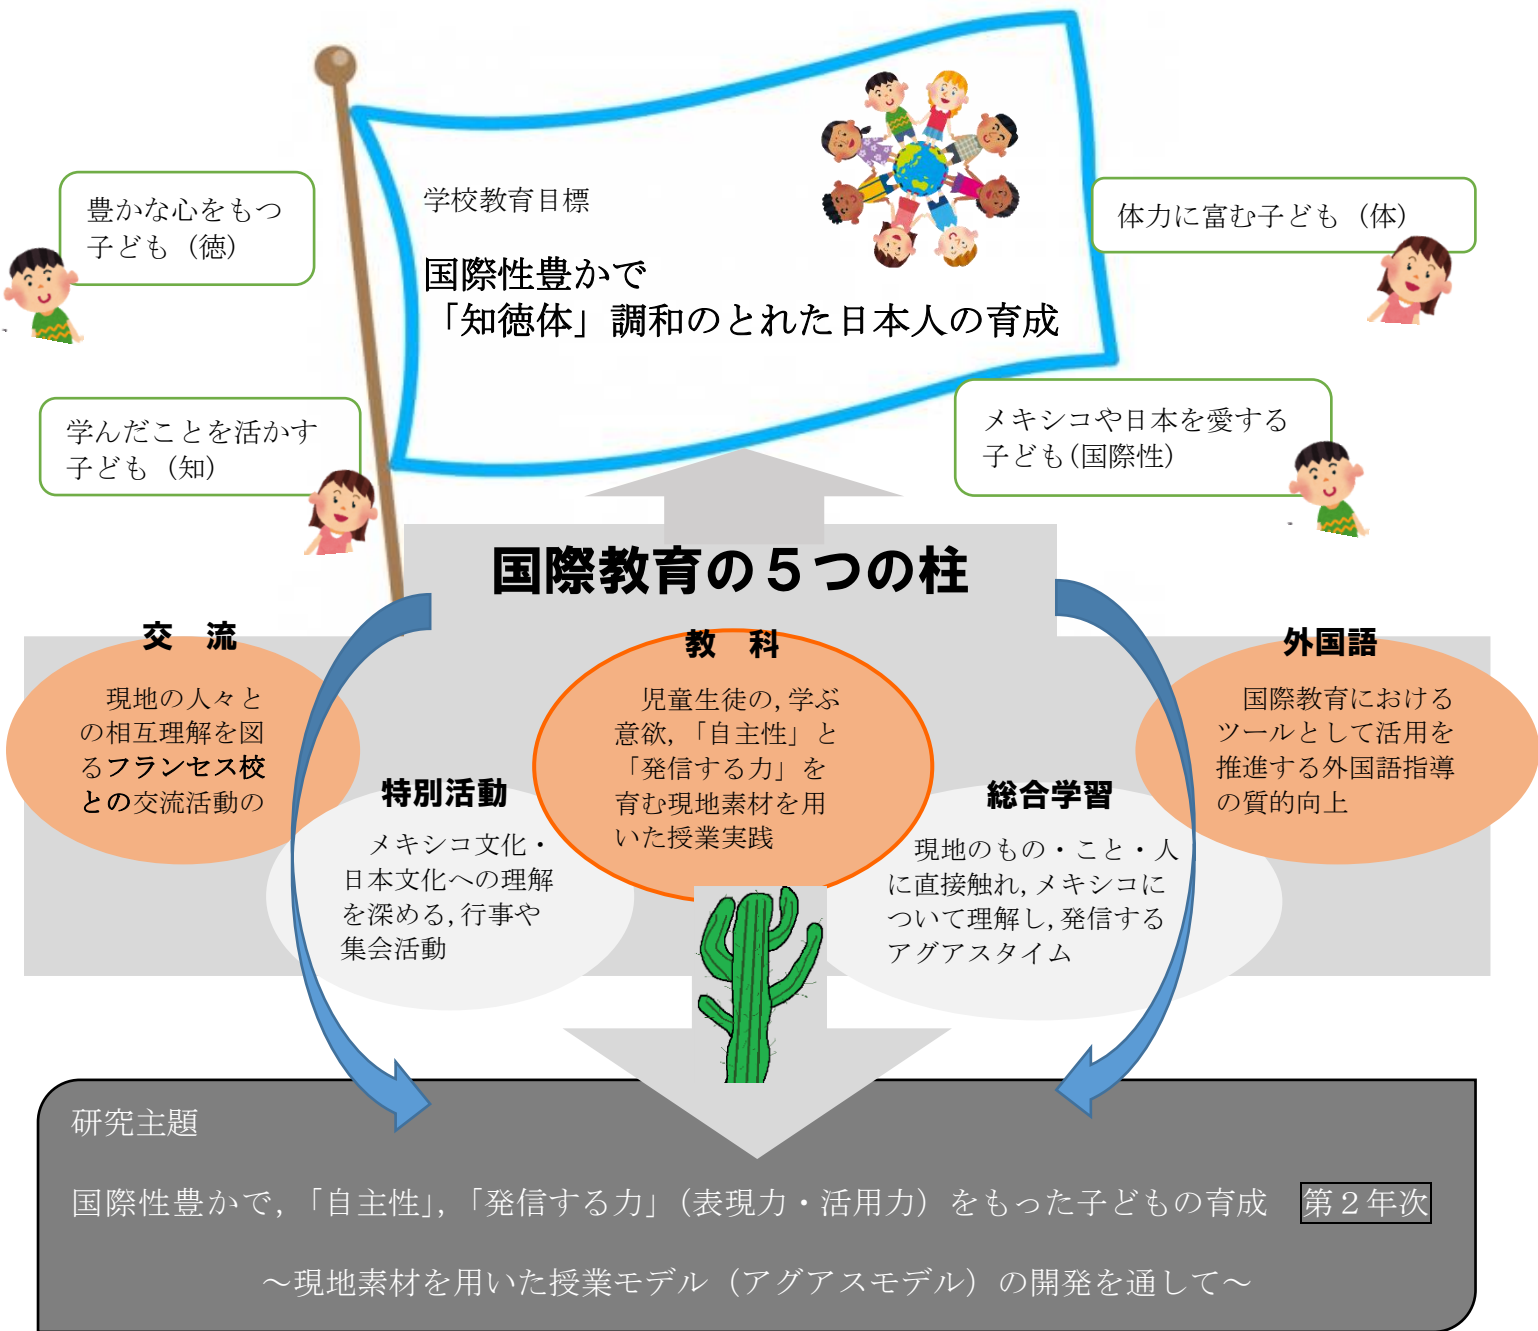 学校教育目標
国際性豊かで
「知徳体」調和のとれた日本人の育成
豊かな心をもつ
子ども（徳）
体力に富む子ども（体）
学んだことを活かす
子ども（知）
メキシコや日本を愛する
子ども(国際性)
国際教育の５つの柱
交　流
現地の人々と
の相互理解を図
るフランセス校
との交流活動の
特別活動
メキシコ文化・
日本文化への理解
を深める,行事や
集会活動
教　科
児童生徒の,学ぶ
意欲,「自主性」と
「発信する力」を
育む現地素材を用
いた授業実践
総合学習
現地のもの・こと・人
に直接触れ,メキシコに
ついて理解し,発信する
アグアスタイム
外国語
国際教育における
ツールとして活用を
推進する外国語指導
の質的向上
研究主題
国際性豊かで,「自主性」,「発信する力」（表現力・活用力）をもった子どもの育成　第２年次
～現地素材を用いた授業モデル（アグアスモデル）の開発を通して～